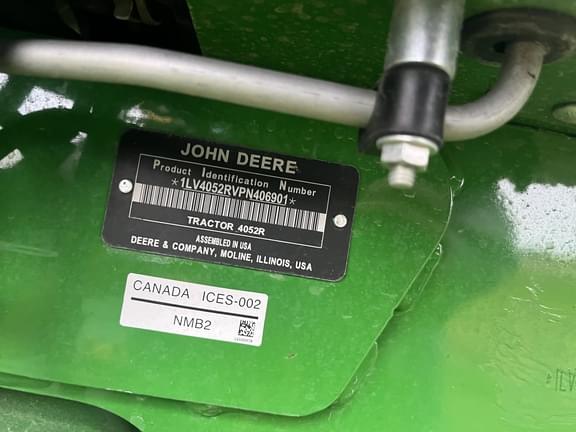 JOHN DEERE
Product Identification Number
*1LV4052RVPN406901*
TRACTOR 4052R
ASSEMBLED IN USA
DEERE & COMPANY, MOLINE, ILLINOIS, USA
CANADA ICES-002
NMB2